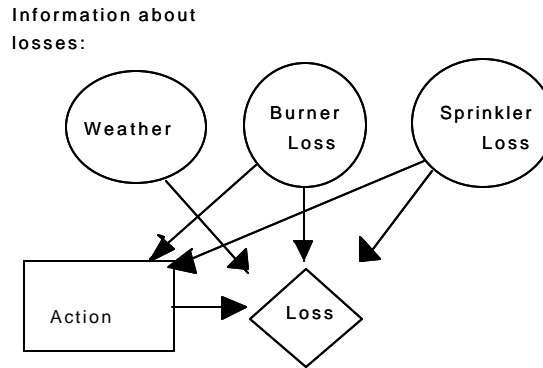 Information about
losses:
Weather
Burner
Loss
Sprinkler
Loss
Action
Loss